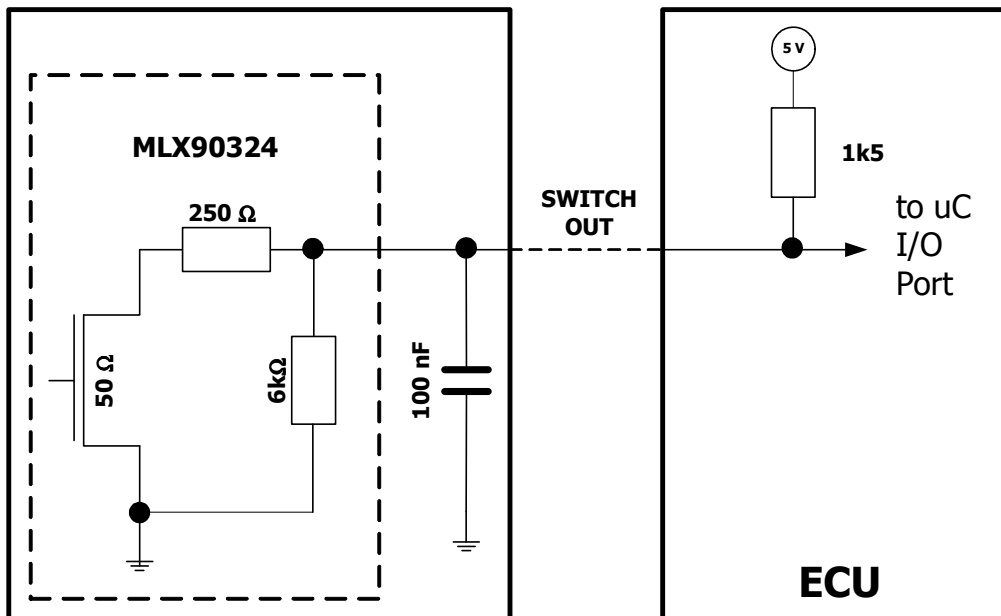 5 V
MLX90324
1k5
250 Ω
SWITCH
OUT
to uC
I/O
Port
50 Ω
6kΩ
100 nF
ECU